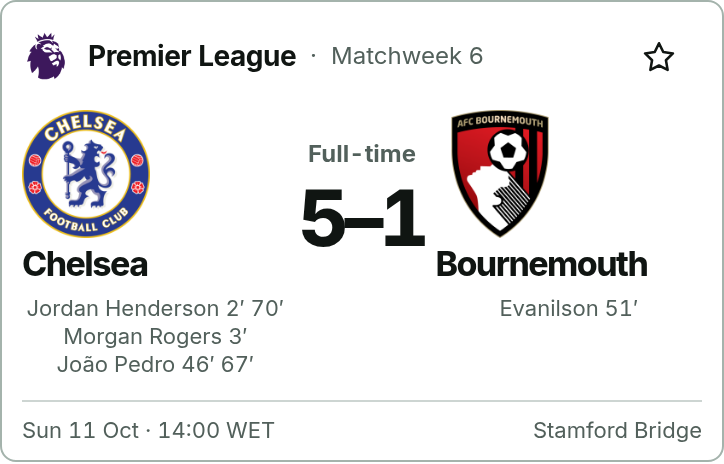 Premier League · Matchweek 6
CHELSEA
FOOTBALL CLUB
AFC BOURNEMOUTH
Full-time
5–1
Chelsea
Bournemouth
Jordan Henderson 2′ 70′
Morgan Rogers 3′
João Pedro 46′ 67′
Evanilson 51′
Sun 11 Oct · 14:00 WET
Stamford Bridge